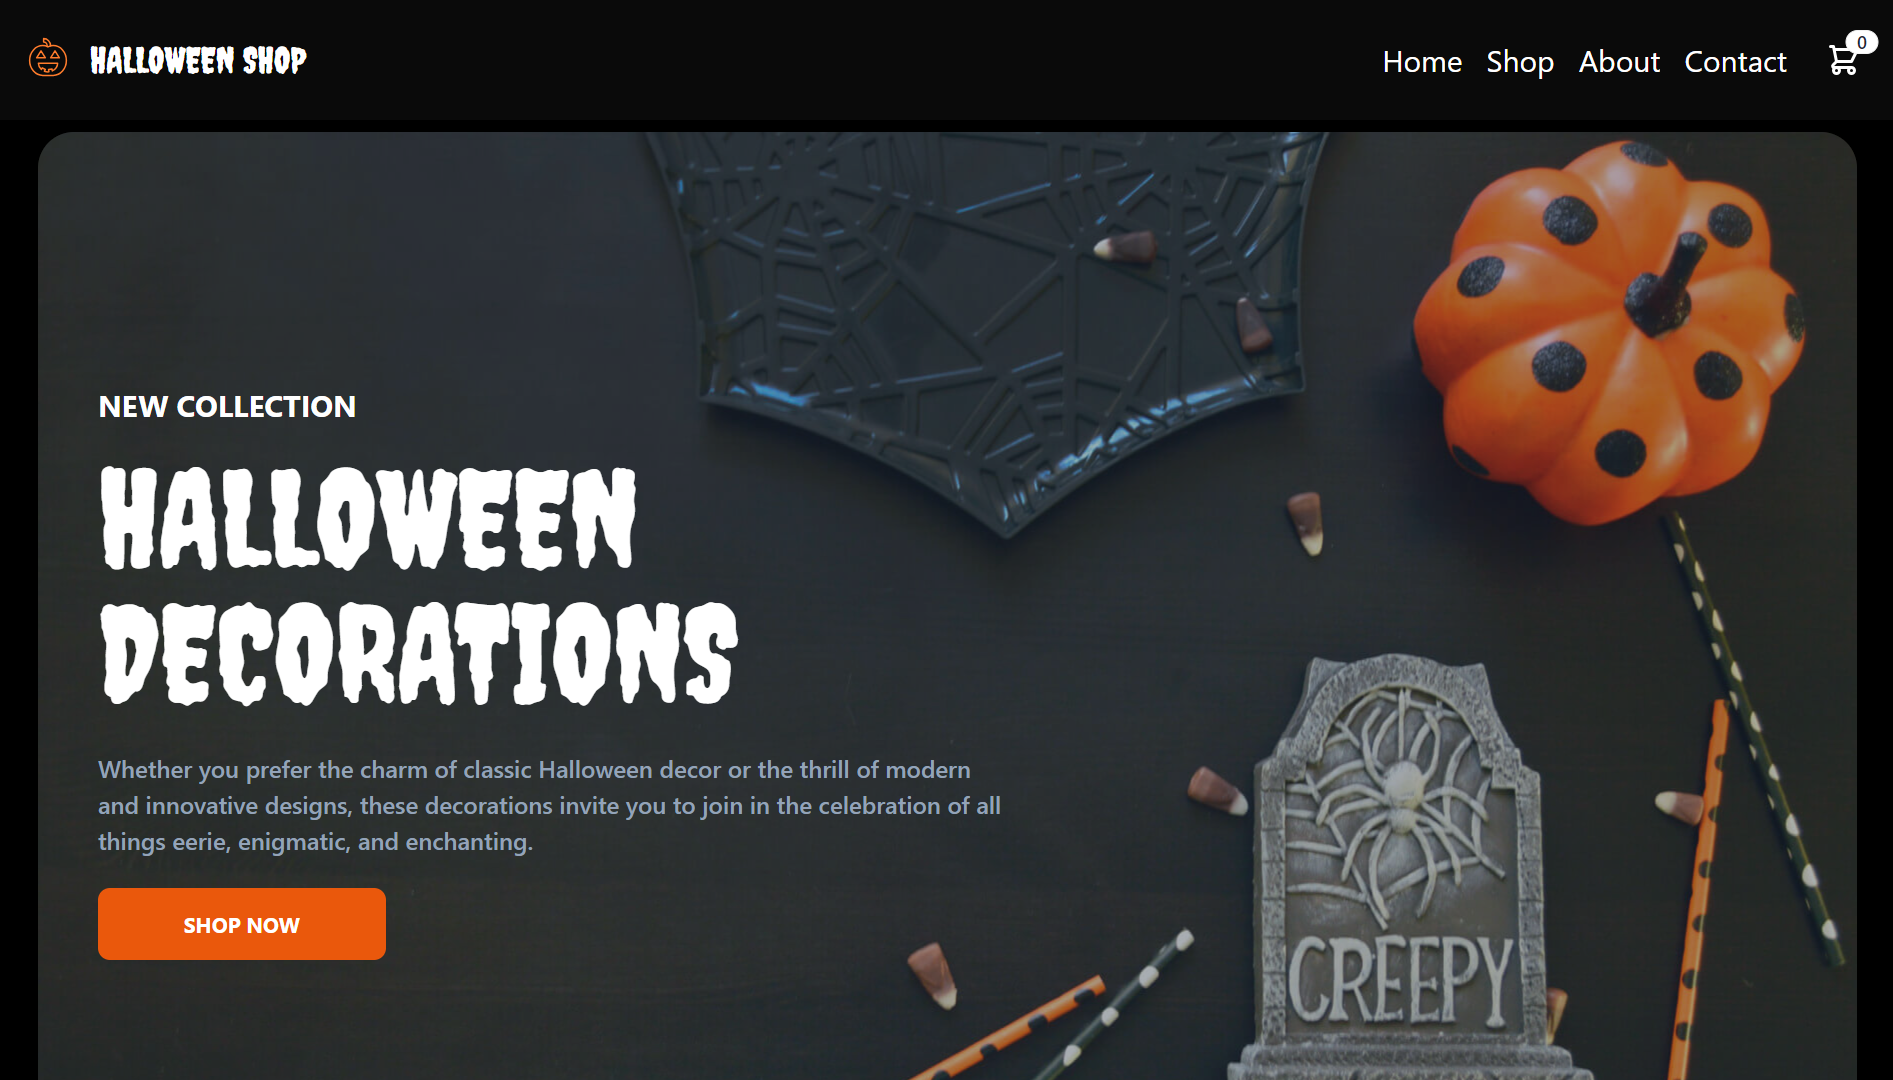 HALLOWEEN SHOP
Home Shop About Contact
0
NEW COLLECTION
HALLOWEEN
DECORATIONS
Whether you prefer the charm of classic Halloween decor or the thrill of modern
and innovative designs, these decorations invite you to join in the celebration of all
things eerie, enigmatic, and enchanting.
SHOP NOW
CREEPY